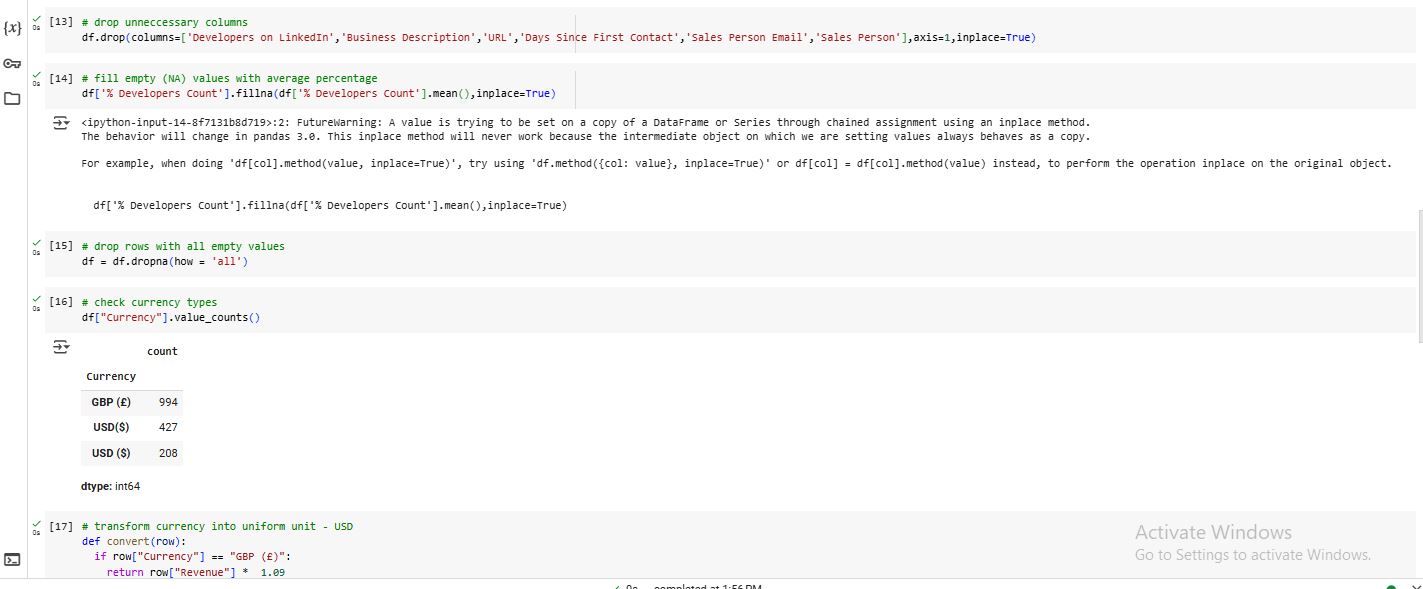 {x}
[13] # drop unneccessary columns
0s
df.drop(columns=['Developers on LinkedIn','Business Description','URL','Days Since First Contact','Sales Person Email','Sales Person'],axis=1,inplace=True)
[14] # fill empty (NA) values with average percentage
0s
df['% Developers Count'].fillna(df['% Developers Count'].mean(),inplace=True)
<ipython-input-14-8f7131b8d719>:2: FutureWarning: A value is trying to be set on a copy of a DataFrame or Series through chained assignment using an inplace method.
The behavior will change in pandas 3.0. This inplace method will never work because the intermediate object on which we are setting values always behaves as a copy.
For example, when doing 'df[col].method(value, inplace=True)', try using 'df.method({col: value}, inplace=True)' or df[col] = df[col].method(value) instead, to perform the operation inplace on the original object.
df['% Developers Count'].fillna(df['% Developers Count'].mean(),inplace=True)
[15] # drop rows with all empty values
0s
df = df.dropna(how = 'all')
[16] # check currency types
0s
df["Currency"].value_counts()
count
Currency
GBP (£) 994
USD($) 427
USD ($) 208
dtype: int64
[17] # transform currency into uniform unit - USD
0s
def convert(row):
if row["Currency"] == "GBP (£)":
return row["Revenue"] * 1.09
Activate Windows
Go to Settings to activate Windows.
0s completed at 1:56 PM